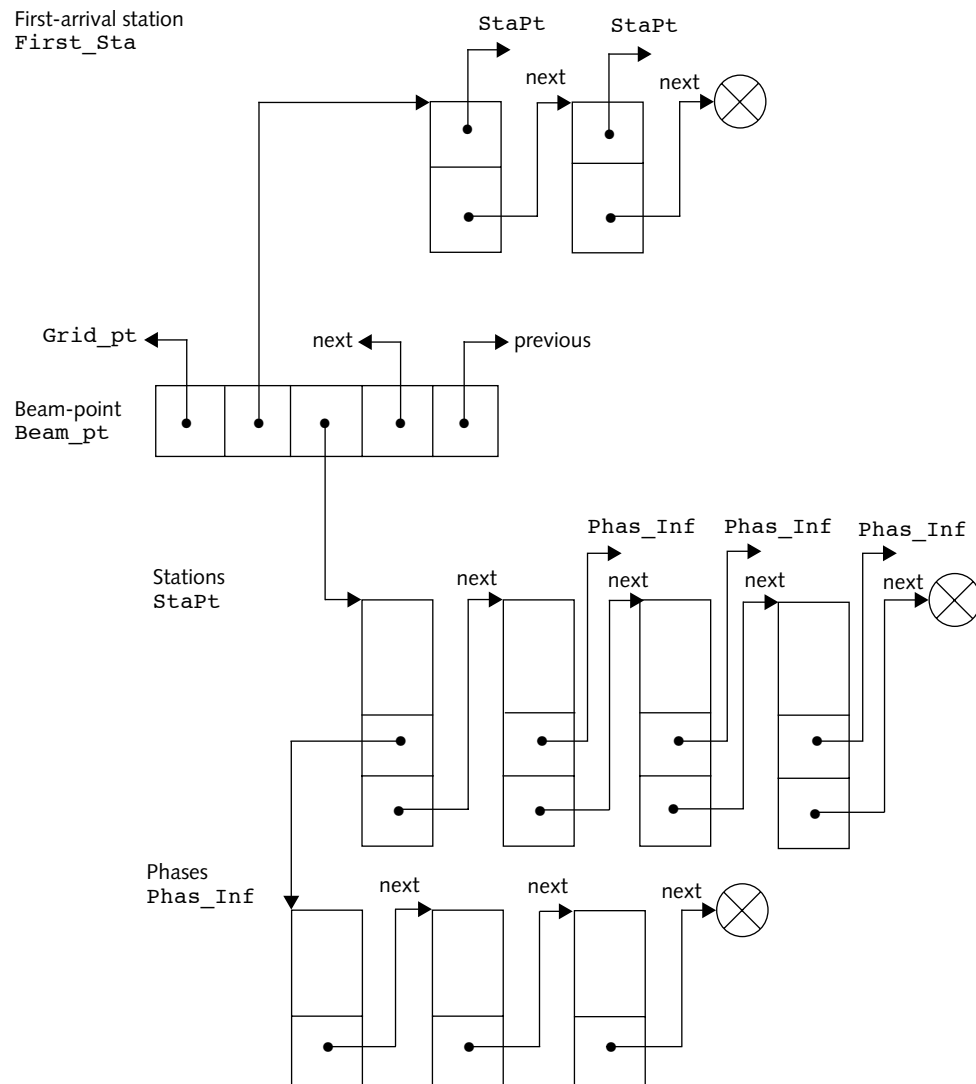 First-arrival station
First_Sta
StaPt
StaPt
next
next
Grid_pt
next
previous
Beam-point
Beam_pt
Phas_Inf
Phas_Inf
Phas_Inf
Stations
StaPt
next
next
next
next
Phases
Phas_Inf
next
next
next